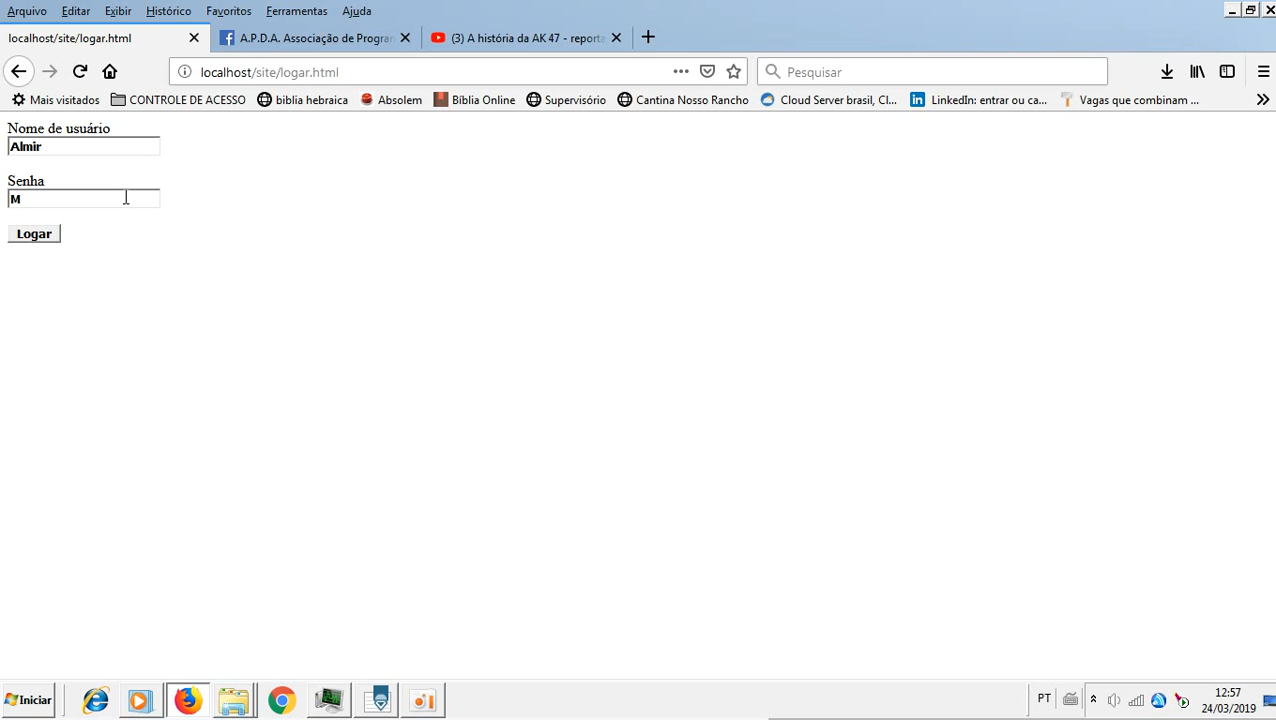 Arquivo Editar Exibir Histórico Favoritos Ferramentas Ajuda
localhost/site/logar.html A.P.D.A. Associação de Program (3) A história da AK 47 - reporta
localhost/site/logar.html Pesquisar
Mais visitados CONTROLE DE ACESSO biblia hebraica Absolem Bíblia Online Supervisório Cantina Nosso Rancho Cloud Server brasil, Cl... LinkedIn: entrar ou ca... Vagas que combinam ...
Nome de usuário
Almir
Senha
M
Logar
Iniciar PT 12:57
24/03/2019